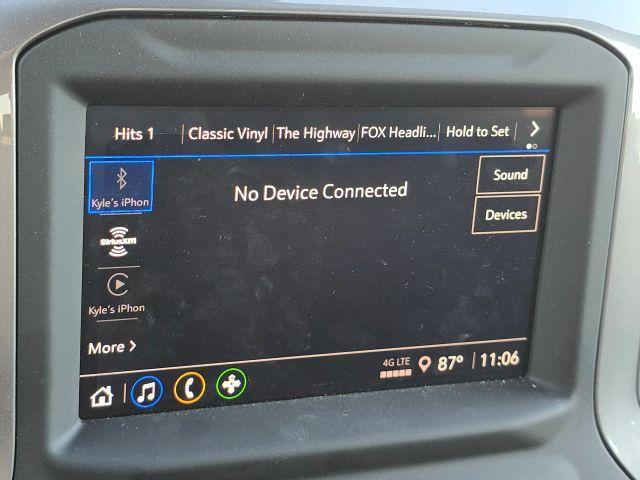 Hits 1 Classic Vinyl The Highway FOX Headli... Hold to Set
Kyle's iPhon
No Device Connected
Sound
Devices
SiriusXM
Kyle's iPhon
More
4G LTE 87° 11:06